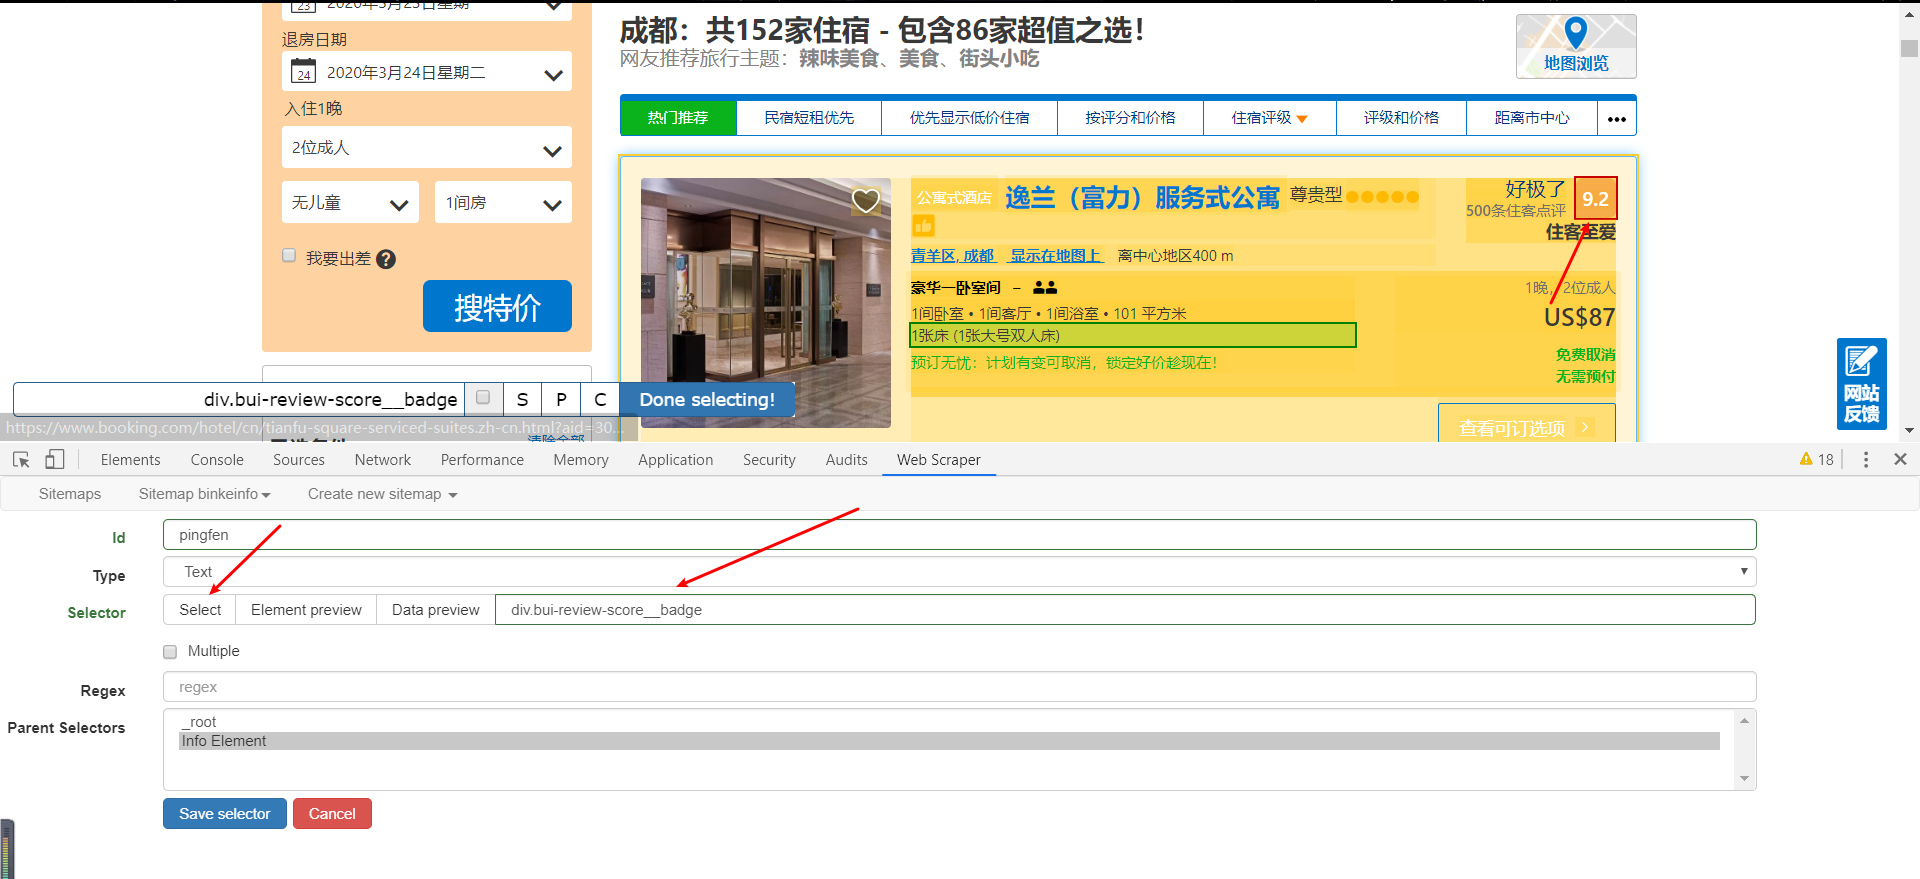 23 2020年3月23日星期一
退房日期
24 2020年3月24日星期二
入住1晚
2位成人
无儿童 1间房
我要出差
搜特价
成都：共152家住宿 - 包含86家超值之选！
网友推荐旅行主题：辣味美食、美食、街头小吃
地图浏览
热门推荐 民宿短租优先 优先显示低价住宿 按评分和价格 住宿评级 评级和价格 距离市中心 •••
公寓式酒店 逸兰（富力）服务式公寓 尊贵型
好极了 9.2
500条住客点评
住客至爱
青羊区, 成都 显示在地图上 离中心地区400 m
豪华一卧室间 –
1晚，2位成人
1间卧室 • 1间客厅 • 1间浴室 • 101 平方米
US$87
1张床 (1张大号双人床)
预订无忧：计划有变可取消，锁定好价趁现在！
免费取消
无需预付
查看可订选项
网站
反馈
div.bui-review-score__badge S P C Done selecting!
https://www.booking.com/hotel/cn/tianfu-square-serviced-suites.zh-cn.html?aid=30...
清除全部
Elements Console Sources Network Performance Memory Application Security Audits Web Scraper 18
Sitemaps Sitemap binkeinfo Create new sitemap
Id pingfen
Type Text
Selector Select Element preview Data preview div.bui-review-score__badge
Multiple
Regex regex
Parent Selectors _root
Info Element
Save selector Cancel